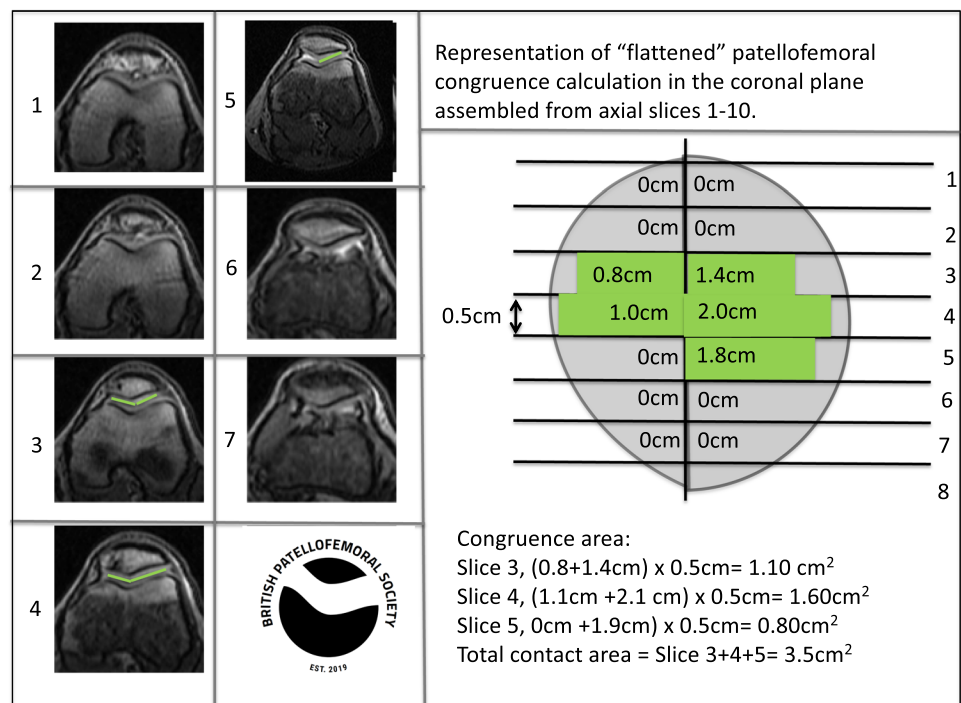 1
5
2
6
3
7
4
BRITISH PATELLOFEMORAL SOCIETY
EST. 2019
Representation of “flattened” patellofemoral
congruence calculation in the coronal plane
assembled from axial slices 1-10.
0cm 0cm 1
0cm 0cm 2
0.8cm 1.4cm 3
0.5cm 1.0cm 2.0cm 4
0cm 1.8cm 5
0cm 0cm 6
0cm 0cm 7
8
Congruence area:
Slice 3, (0.8+1.4cm) x 0.5cm= 1.10 cm²
Slice 4, (1.1cm +2.1 cm) x 0.5cm= 1.60cm²
Slice 5, 0cm +1.9cm) x 0.5cm= 0.80cm²
Total contact area = Slice 3+4+5= 3.5cm²